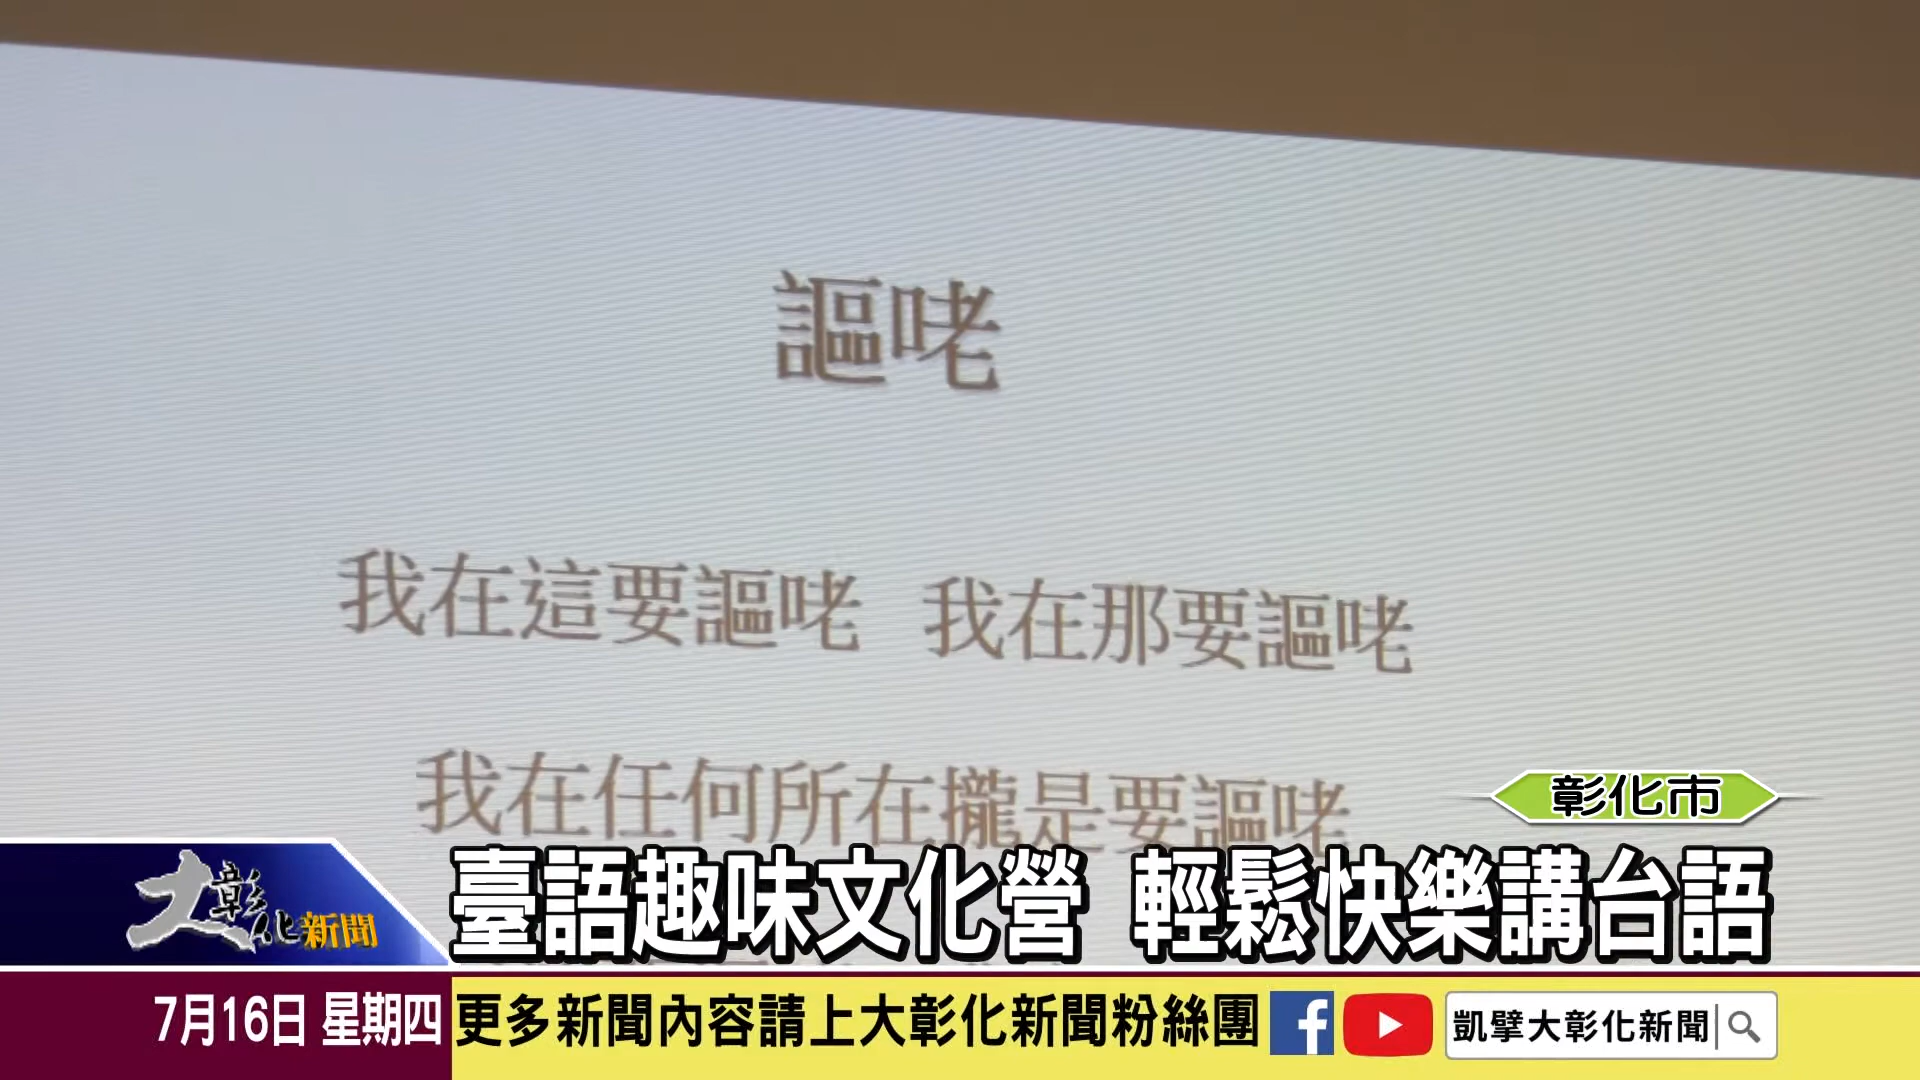 謳咾
我在這要謳咾 我在那要謳咾
我在任何所在攏是要謳咾
彰化市
大彰化新聞
臺語趣味文化營 輕鬆快樂講台語
7月16日 星期四
更多新聞內容請上大彰化新聞粉絲團
凱擘大彰化新聞